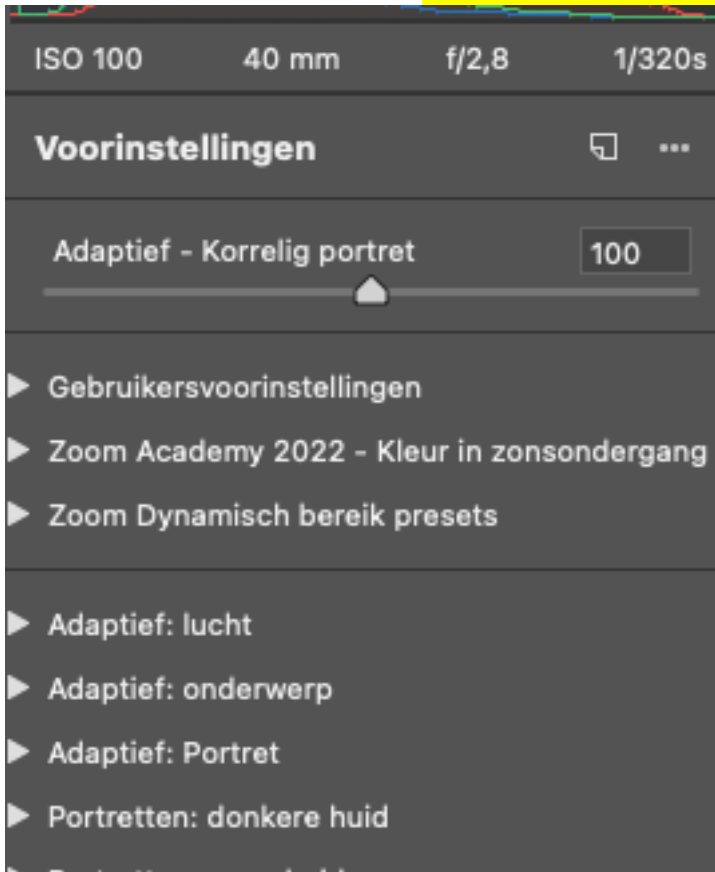 ISO 100 40 mm f/2,8 1/320s
Voorinstellingen
Adaptief - Korrelig portret 100
Gebruikersvoorinstellingen
Zoom Academy 2022 - Kleur in zonsondergang
Zoom Dynamisch bereik presets
Adaptief: lucht
Adaptief: onderwerp
Adaptief: Portret
Portretten: donkere huid